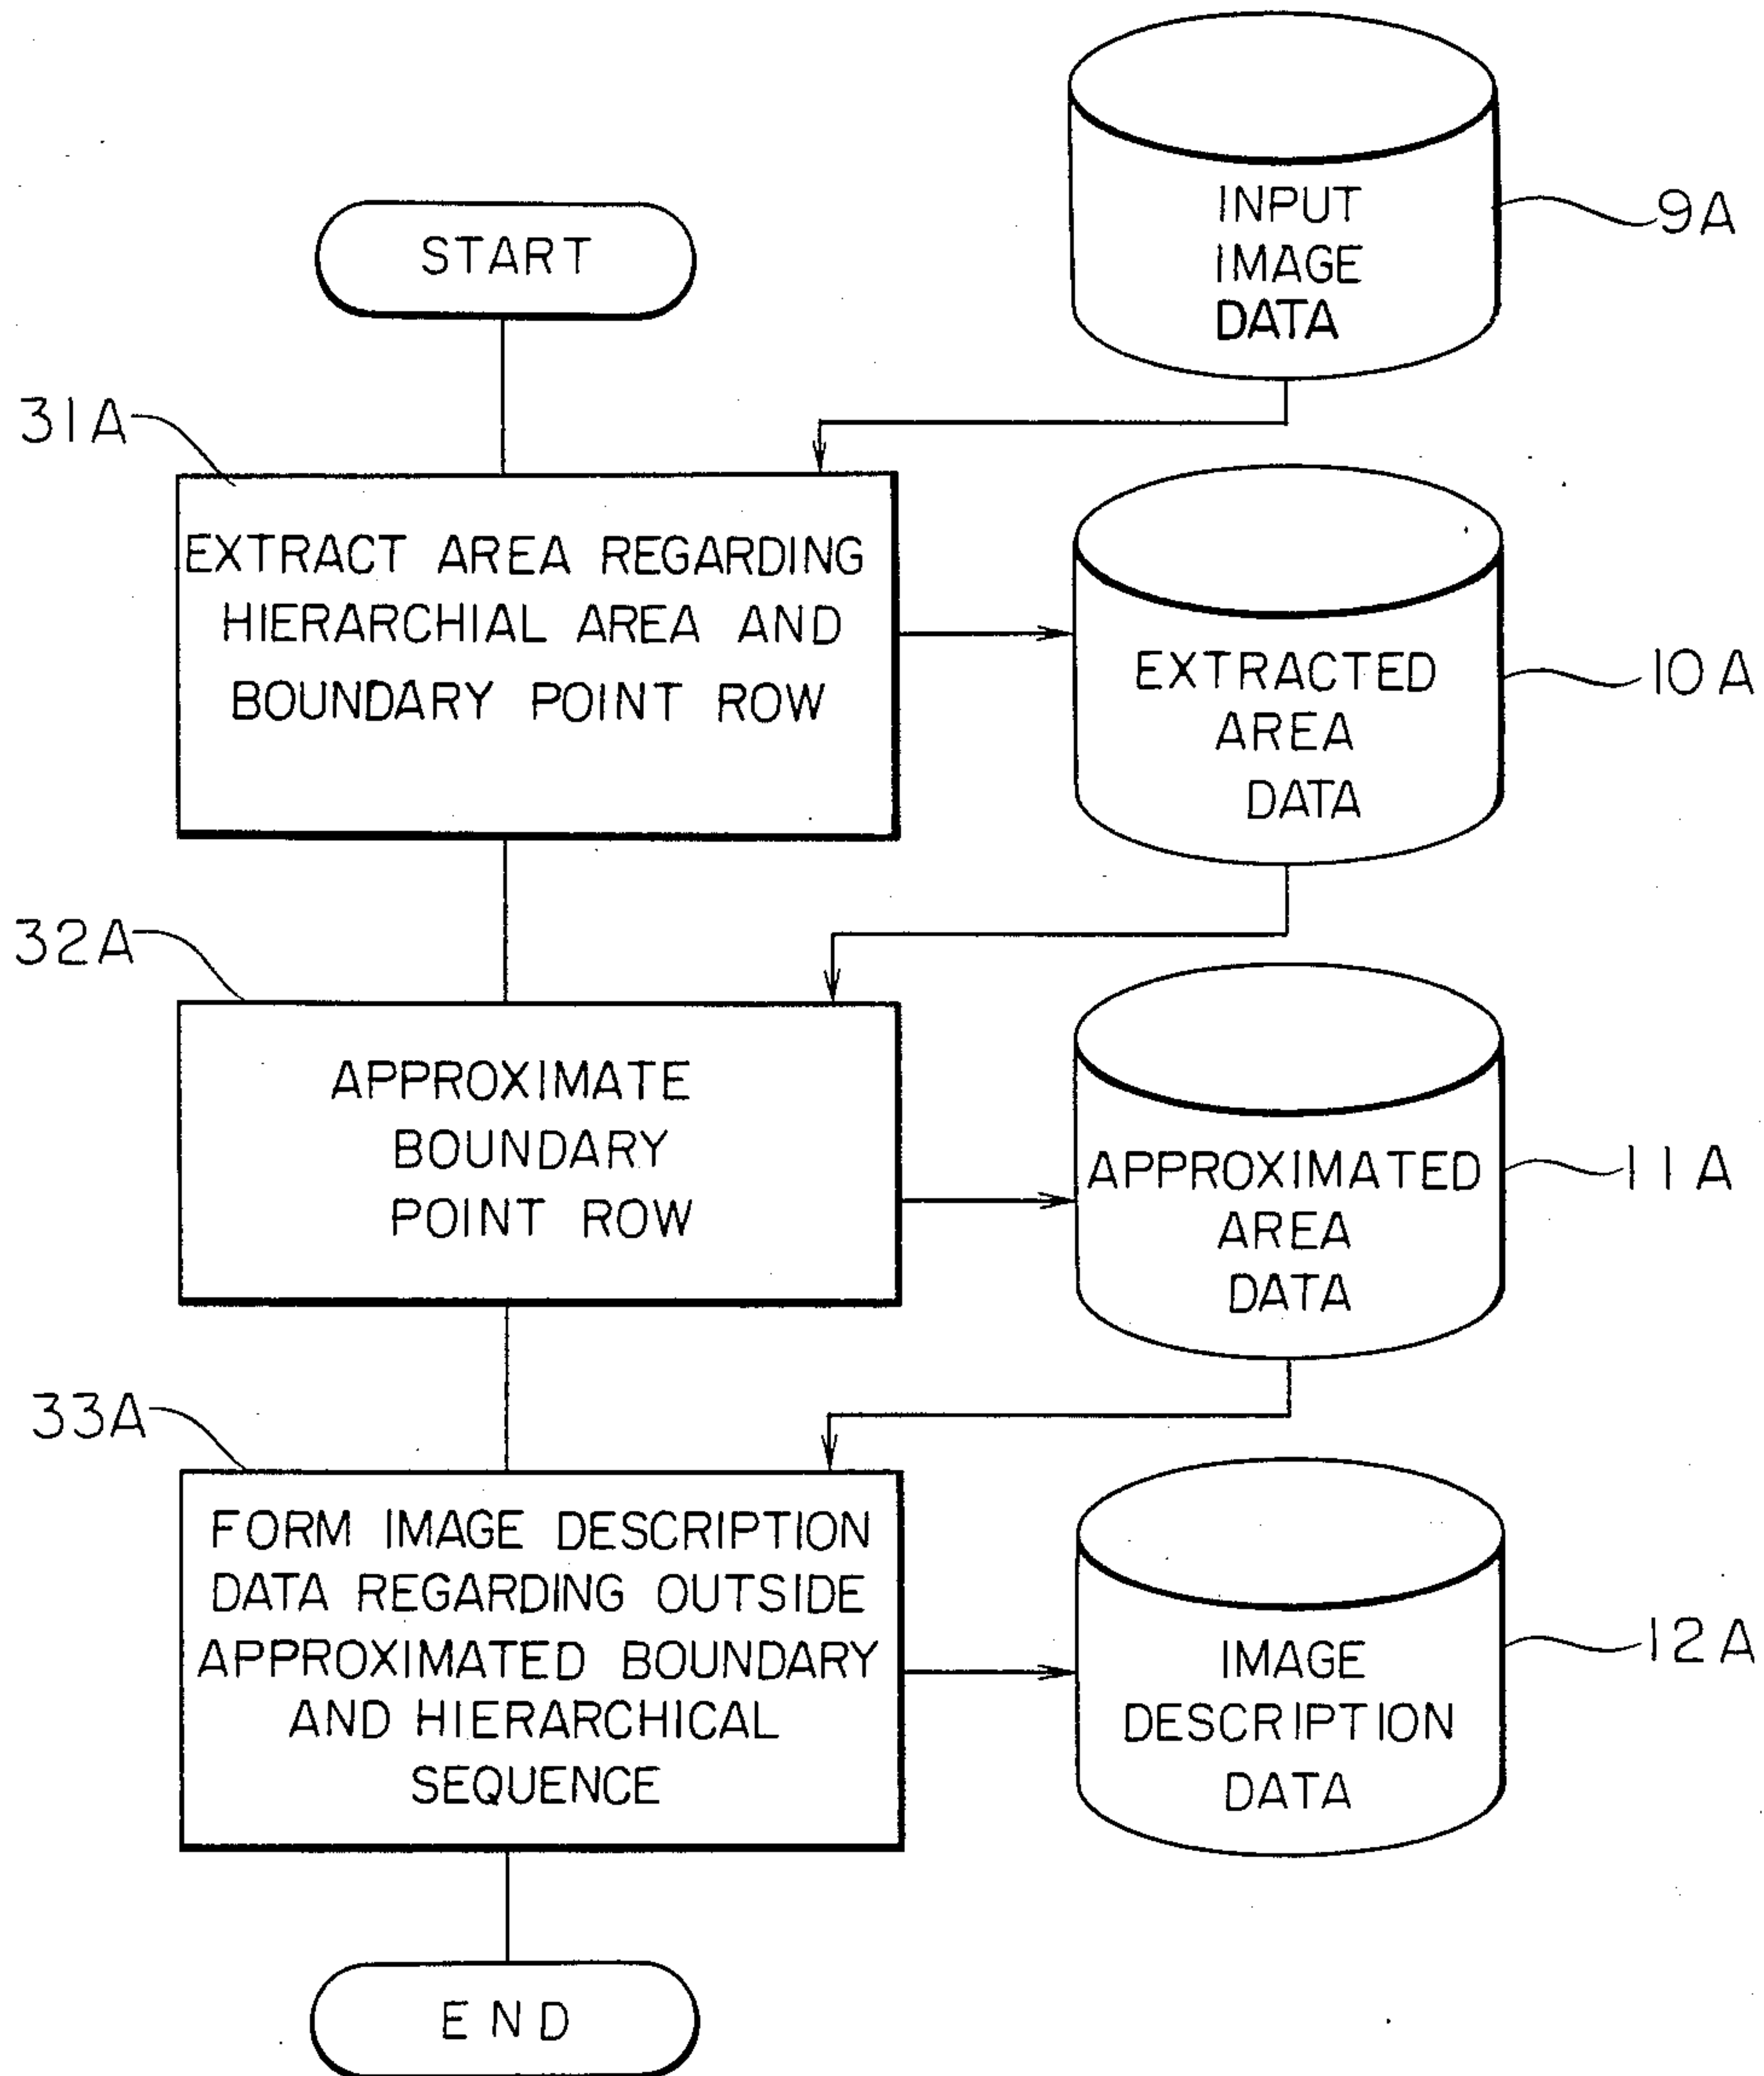 INPUT
IMAGE
DATA
9A
START
31A
EXTRACT AREA REGARDING
HIERARCHIAL AREA AND
BOUNDARY POINT ROW
EXTRACTED
AREA
DATA
10A
32A
APPROXIMATE
BOUNDARY
POINT ROW
APPROXIMATED
AREA
DATA
11A
33A
FORM IMAGE DESCRIPTION
DATA REGARDING OUTSIDE
APPROXIMATED BOUNDARY
AND HIERARCHICAL
SEQUENCE
IMAGE
DESCRIPTION
DATA
12A
END